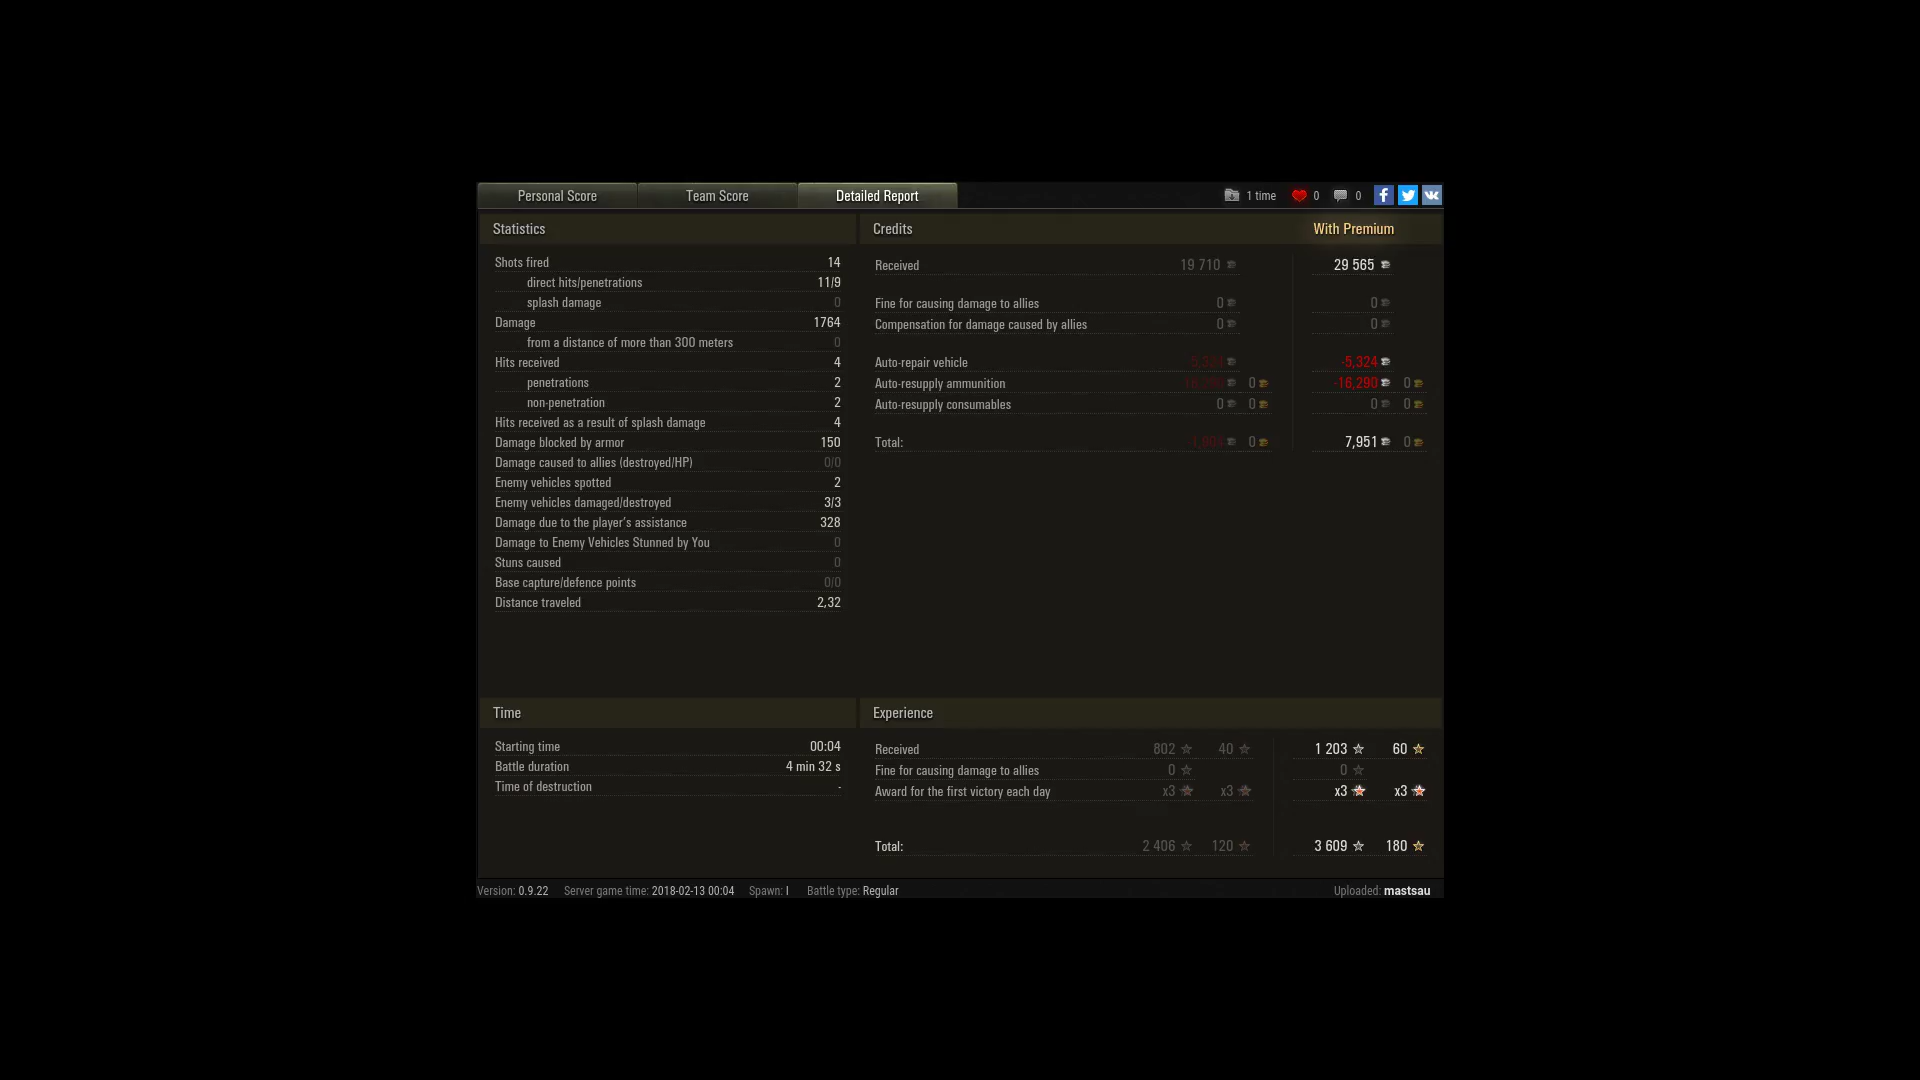 Personal Score Team Score Detailed Report 1 time 0 0
Statistics
Shots fired 14
direct hits/penetrations 11/9
splash damage 0
Damage 1764
from a distance of more than 300 meters 0
Hits received 4
penetrations 2
non-penetration 2
Hits received as a result of splash damage 4
Damage blocked by armor 150
Damage caused to allies (destroyed/HP) 0/0
Enemy vehicles spotted 2
Enemy vehicles damaged/destroyed 3/3
Damage due to the player's assistance 328
Damage to Enemy Vehicles Stunned by You 0
Stuns caused 0
Base capture/defence points 0/0
Distance traveled 2,32
Credits With Premium
Received 19 710 29 565
Fine for causing damage to allies 0 0
Compensation for damage caused by allies 0 0
Auto-repair vehicle -5,324
Auto-resupply ammunition 0 -16,290 0
Auto-resupply consumables 0 0 0 0
Total: 0 7,951 0
Time
Starting time 00:04
Battle duration 4 min 32 s
Time of destruction -
Experience
Received 802 40 1 203 60
Fine for causing damage to allies 0 0
Award for the first victory each day x3 x3 x3 x3
Total: 2 406 120 3 609 180
Version: 0.9.22 Server game time: 2018-02-13 00:04 Spawn: I Battle type: Regular Uploaded: mastsau